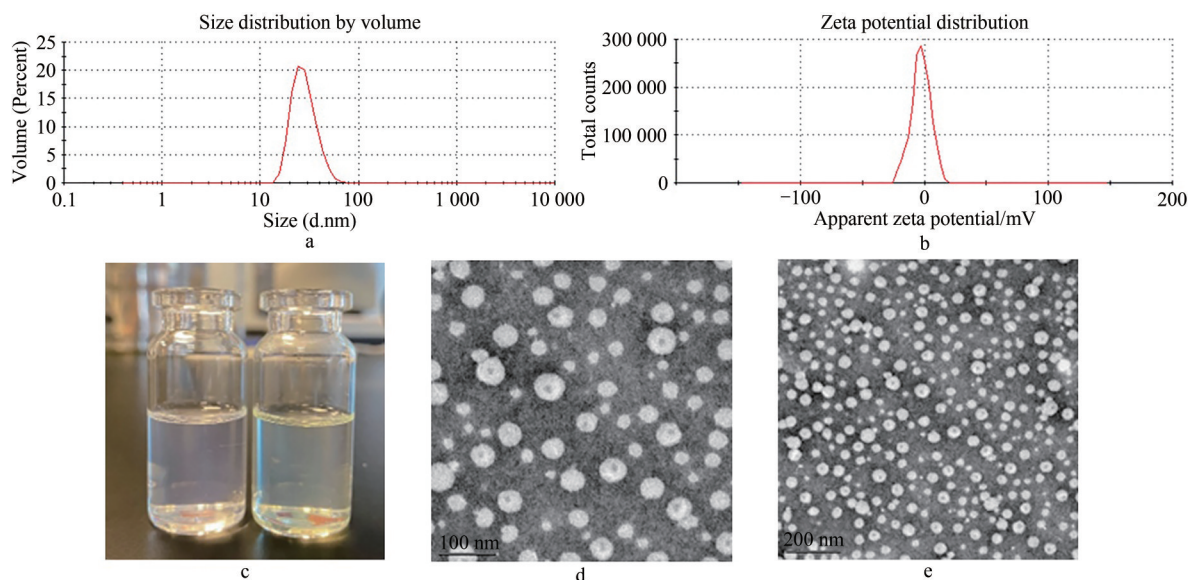 Size distribution by volume
25
20
15
10
5
0
Volume (Percent)
0.1 1 10 100 1 000 10 000
Size (d.nm)
a
Zeta potential distribution
300 000
200 000
100 000
0
Total counts
−100 0 100 200
Apparent zeta potential/mV
b
c
100 nm
d
200 nm
e